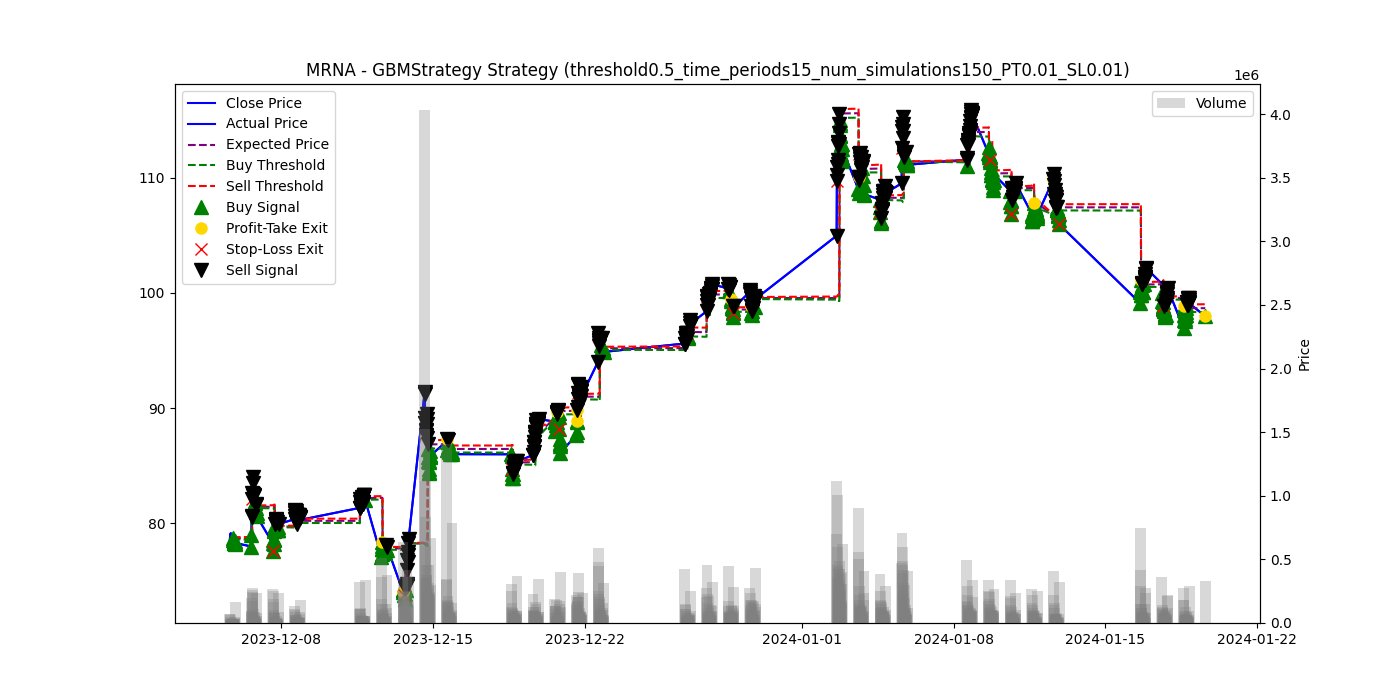 MRNA - GBMStrategy Strategy (threshold0.5_time_periods15_num_simulations150_PT0.01_SL0.01)
1e6
Close Price
Actual Price
Expected Price
Buy Threshold
Sell Threshold
Buy Signal
Profit-Take Exit
Stop-Loss Exit
Sell Signal
Volume
110
100
90
80
4.0
3.5
3.0
2.5
2.0
1.5
1.0
0.5
0.0
Price
2023-12-08
2023-12-15
2023-12-22
2024-01-01
2024-01-08
2024-01-15
2024-01-22